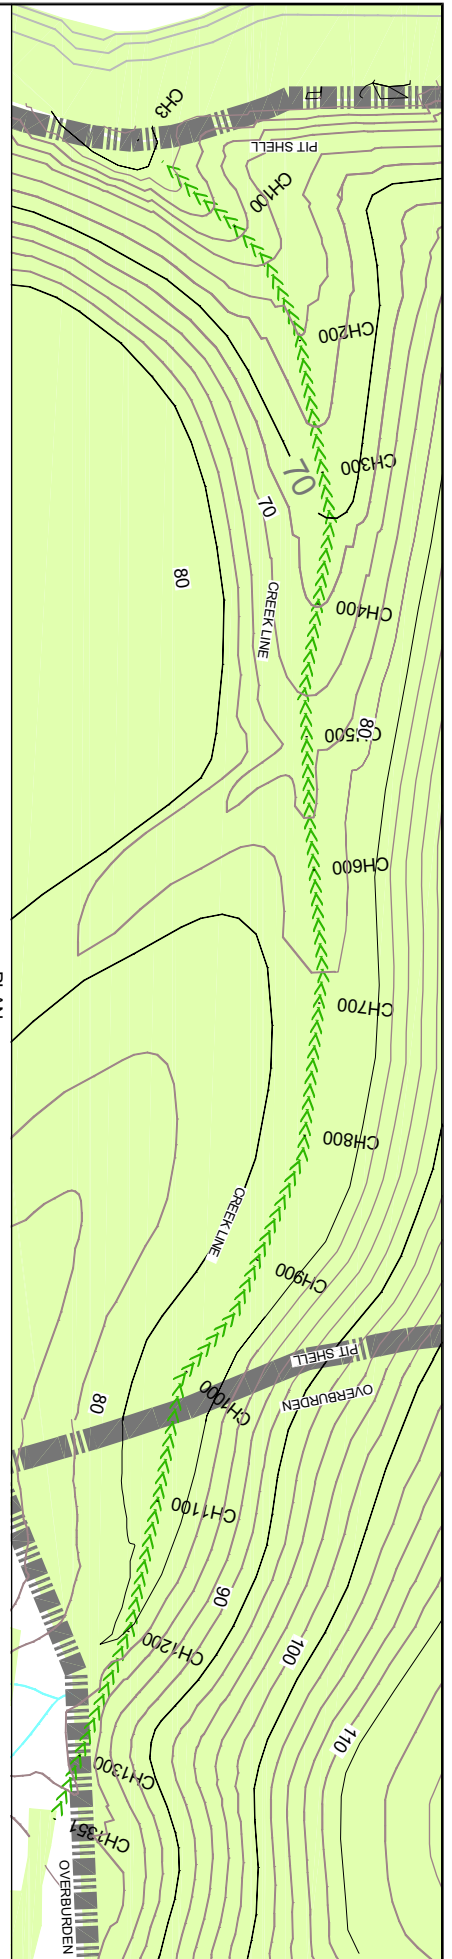 CH3
PIT SHELL
CH100
CH200
CH300
70
70
80
CREEK LINE
CH400
80
CH500
CH600
PLAN
CH700
CH800
CREEK LINE
CH900
PIT SHELL
OVERBURDEN
80
CH1000
CH1100
90
CH1200
100
110
CH1300
CH1351
OVERBURDEN